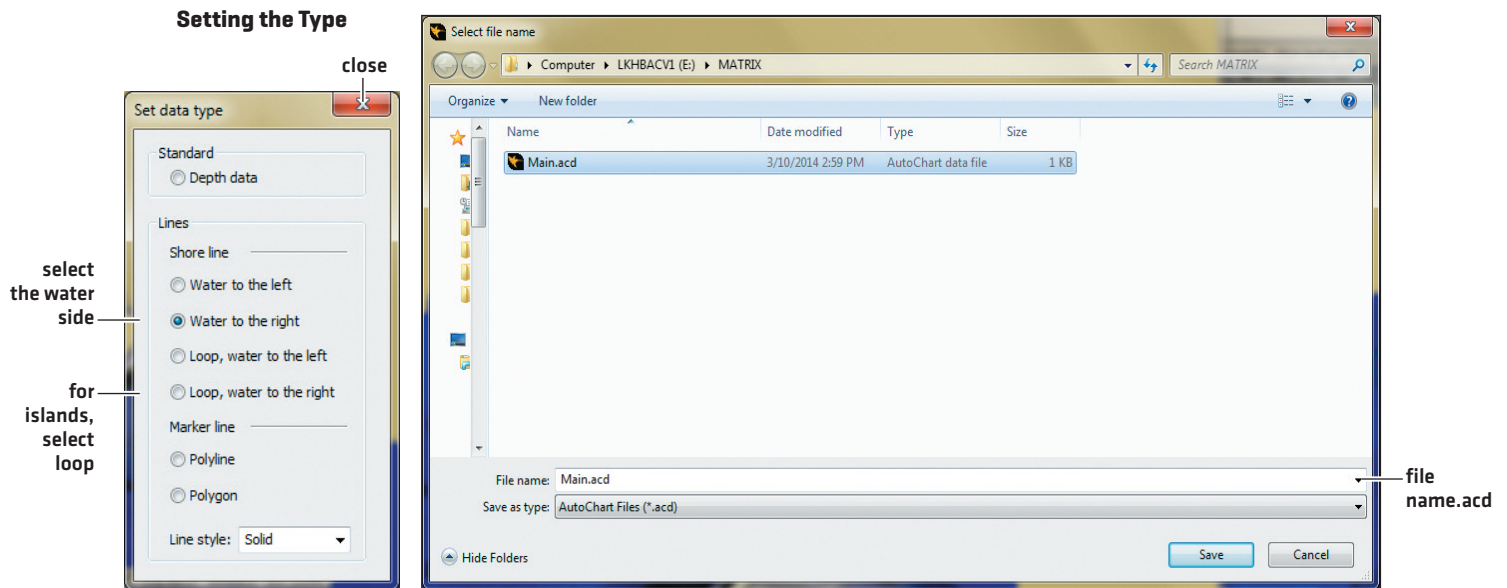 Setting the Type
close
Set data type
Standard
Depth data
Lines
Shore line
Water to the left
Water to the right
Loop, water to the left
Loop, water to the right
Marker line
Polyline
Polygon
Line style: Solid
select
the water
side
for
islands,
select
loop
Select file name
Computer LKHBACV1 (E:) MATRIX
Search MATRIX
Organize New folder
Name Date modified Type Size
Main.acd 3/10/2014 2:59 PM AutoChart data file 1 KB
File name: Main.acd
Save as type: AutoChart Files (*.acd)
Hide Folders Save Cancel
file
name.acd